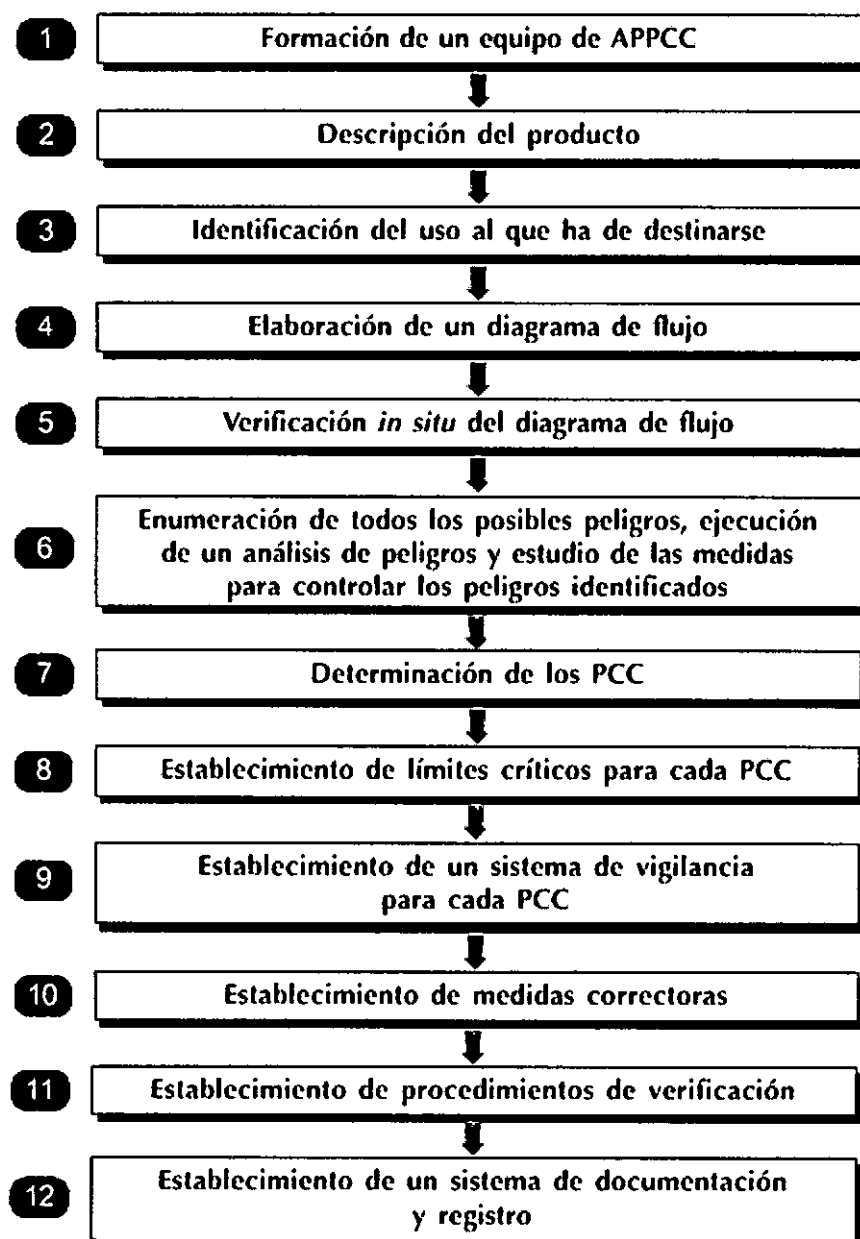 1 Formación de un equipo de APPCC
2 Descripción del producto
3 Identificación del uso al que ha de destinarse
4 Elaboración de un diagrama de flujo
5 Verificación in situ del diagrama de flujo
6 Enumeración de todos los posibles peligros, ejecución
de un análisis de peligros y estudio de las medidas
para controlar los peligros identificados
7 Determinación de los PCC
8 Establecimiento de límites críticos para cada PCC
9 Establecimiento de un sistema de vigilancia
para cada PCC
10 Establecimiento de medidas correctoras
11 Establecimiento de procedimientos de verificación
12 Establecimiento de un sistema de documentación
y registro